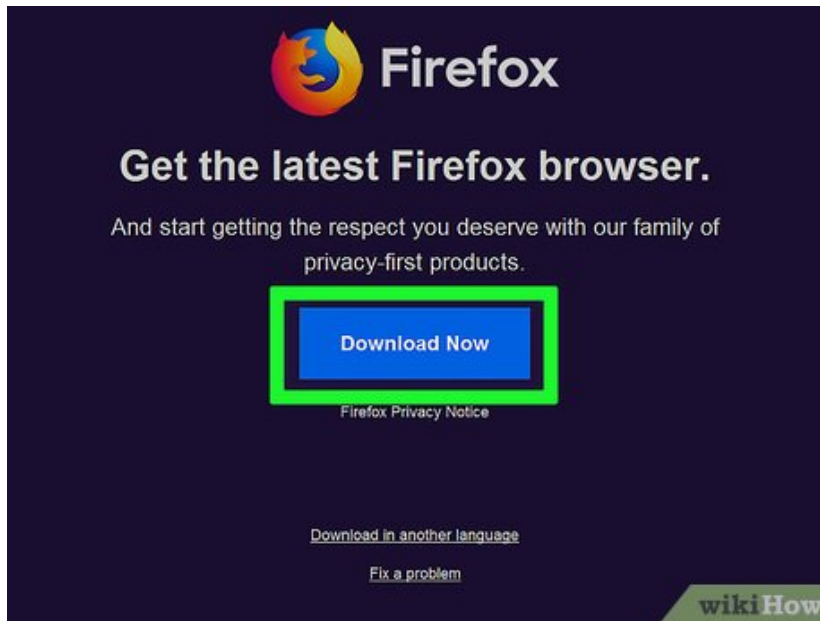 Firefox
Get the latest Firefox browser.
And start getting the respect you deserve with our family of
privacy-first products.
Download Now
Firefox Privacy Notice
Download in another language
Fix a problem
wikiHow